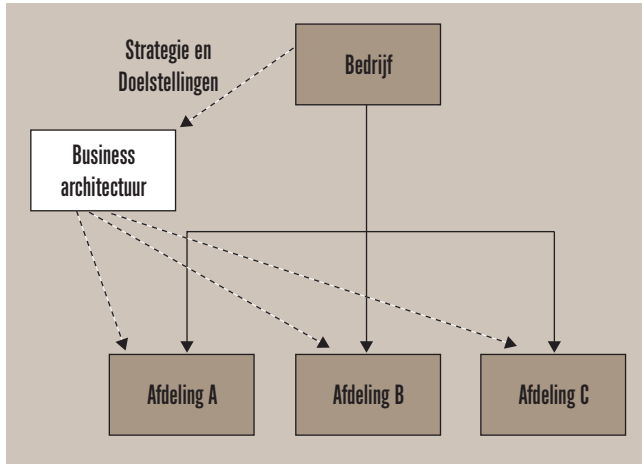 Strategie en
Doelstellingen
Bedrijf
Business
architectuur
Afdeling A
Afdeling B
Afdeling C